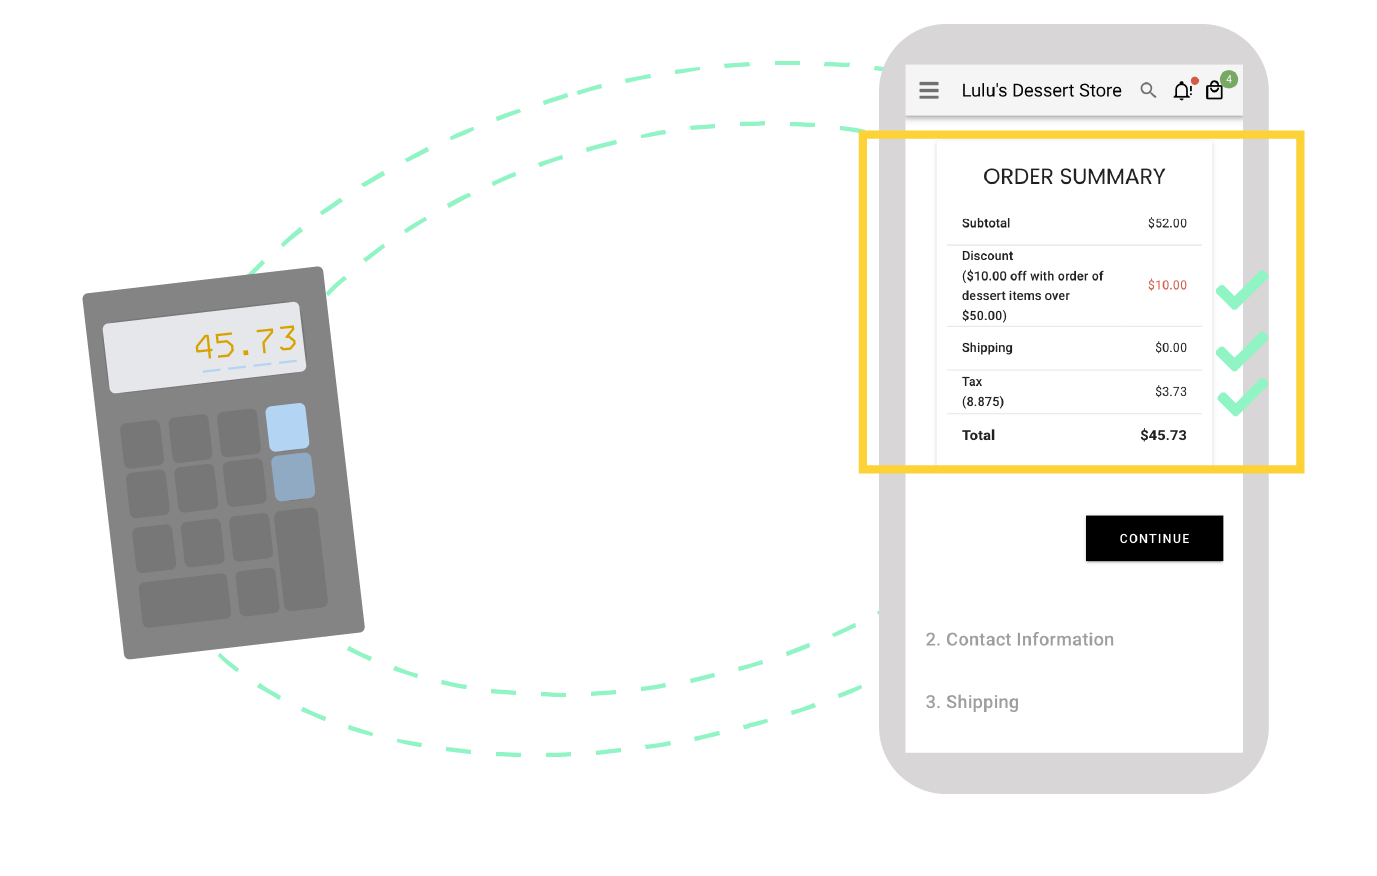 45.73
Lulu's Dessert Store
4
ORDER SUMMARY
Subtotal $52.00
Discount
($10.00 off with order of
dessert items over
$50.00)
$10.00
Shipping $0.00
Tax
(8.875)
$3.73
Total $45.73
CONTINUE
2. Contact Information
3. Shipping